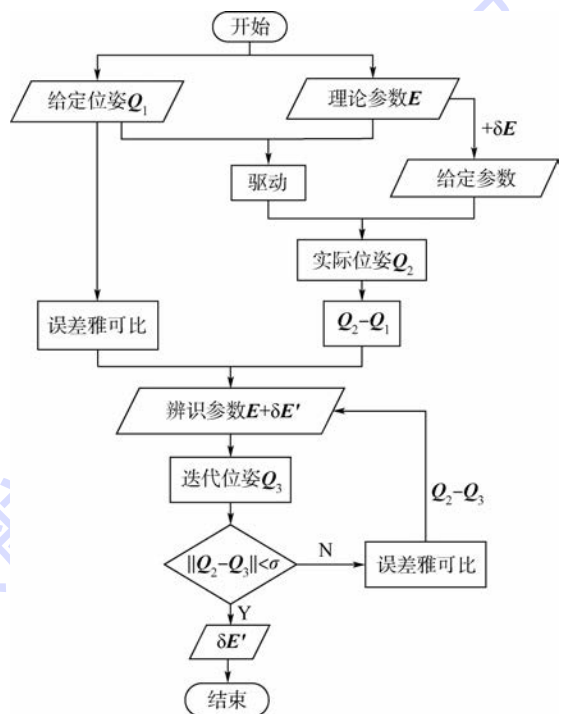 开始
给定位姿Q₁
理论参数E
+δE
驱动
给定参数
实际位姿Q₂
误差雅可比
Q₂−Q₁
辨识参数E+δE'
迭代位姿Q₃
Q₂−Q₃
||Q₂−Q₃||<σ
N
误差雅可比
Y
δE'
结束